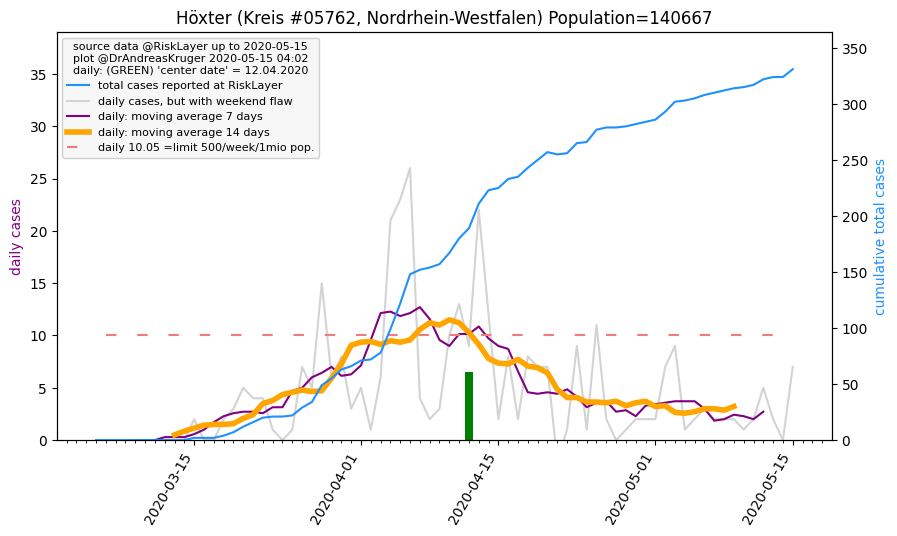 Höxter (Kreis #05762, Nordrhein-Westfalen) Population=140667
source data @RiskLayer up to 2020-05-15
plot @DrAndreasKruger 2020-05-15 04:02
daily: (GREEN) 'center date' = 12.04.2020
total cases reported at RiskLayer
daily cases, but with weekend flaw
daily: moving average 7 days
daily: moving average 14 days
daily 10.05 =limit 500/week/1mio pop.
daily cases
35
30
25
20
15
10
5
0
350
300
250
200
150
100
50
0
cumulative total cases
2020-03-15
2020-04-01
2020-04-15
2020-05-01
2020-05-15